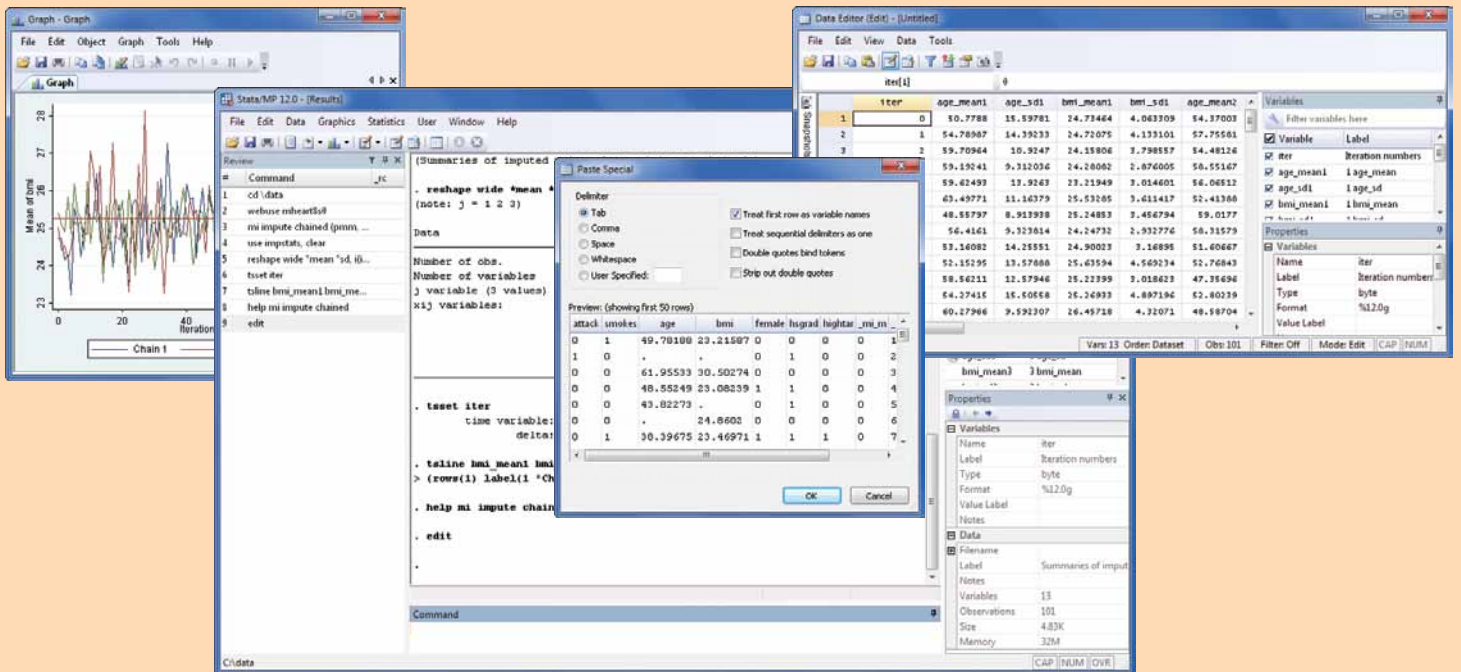 Graph - Graph
File Edit Object Graph Tools Help
Graph
Mean of bmi
28
27
26
25
24
23
0 20 40
Iteration
Chain 1
Stata/MP 12.0 - [Results]
File Edit Data Graphics Statistics User Window Help
Review
# Command _rc
1 cd \data
2 webuse mheart8s0
3 mi impute chained (pmm, ...
4 use impstats, clear
5 reshape wide *mean *sd, i(i...
6 tsset iter
7 tsline bmi_mean1 bmi_me...
8 help mi impute chained
9 edit
(Summaries of imputed
. reshape wide *mean *
(note: j = 1 2 3)
Data
Number of obs.
Number of variables
j variable (3 values)
xij variables:
. tsset iter
time variable:
delta:
. tsline bmi_mean1 bmi
> (rows(1) label(1 "Ch
. help mi impute chain
. edit
.
Command
C:\data
CAP NUM OVR
Paste Special
Delimiter
Tab
Comma
Space
Whitespace
User Specified:
Treat first row as variable names
Treat sequential delimiters as one
Double quotes bind tokens
Strip out double quotes
Preview: (showing first 50 rows)
attack smokes age bmi female hsgrad hightar _mi_m _
0 1 49.78188 23.21587 0 0 0 0 1
1 0 . . 0 1 0 0 2
0 0 61.95533 30.50274 0 0 0 0 3
0 0 48.55249 23.08239 1 1 0 0 4
0 0 43.82273 . 0 1 0 0 5
0 0 . 24.8602 0 0 0 0 6
0 1 38.39675 23.46971 1 1 1 0 7
OK Cancel
Data Editor (Edit) - [Untitled]
File Edit View Data Tools
iter[1] 0
Snapshots
iter age_mean1 age_sd1 bmi_mean1 bmi_sd1 age_mean2
1 0 50.7788 15.59781 24.73464 4.063309 54.37003
2 1 54.78987 14.39233 24.72075 4.133101 57.75581
3 2 59.70964 10.9247 24.15806 3.798557 54.48126
59.19241 9.312036 24.28082 2.876005 58.55167
59.62493 13.9263 23.21949 3.014601 56.06512
63.49771 11.16379 25.53285 3.611417 52.41388
48.55797 8.913938 25.24853 3.456794 59.0177
56.4161 9.323814 24.24732 2.932776 58.31579
53.16082 14.25551 24.90023 3.16895 51.60667
52.15295 13.57888 25.63594 4.569234 52.76843
58.56211 12.57946 25.22399 3.018623 47.35696
54.27415 15.50558 25.26933 4.897196 52.80239
60.27966 9.592307 26.45718 4.32071 48.58704
Variables
Filter variables here
Variable Label
iter Iteration numbers
age_mean1 1 age_mean
age_sd1 1 age_sd
bmi_mean1 1 bmi_mean
Properties
Variables
Name iter
Label Iteration number
Type byte
Format %12.0g
Value Label
Vars: 13 Order: Dataset Obs: 101 Filter: Off Mode: Edit CAP NUM
bmi_mean3 3 bmi_mean
Properties
Variables
Name iter
Label Iteration numbers
Type byte
Format %12.0g
Value Label
Notes
Data
Filename
Label Summaries of imput
Notes
Variables 13
Observations 101
Size 4.83K
Memory 32M